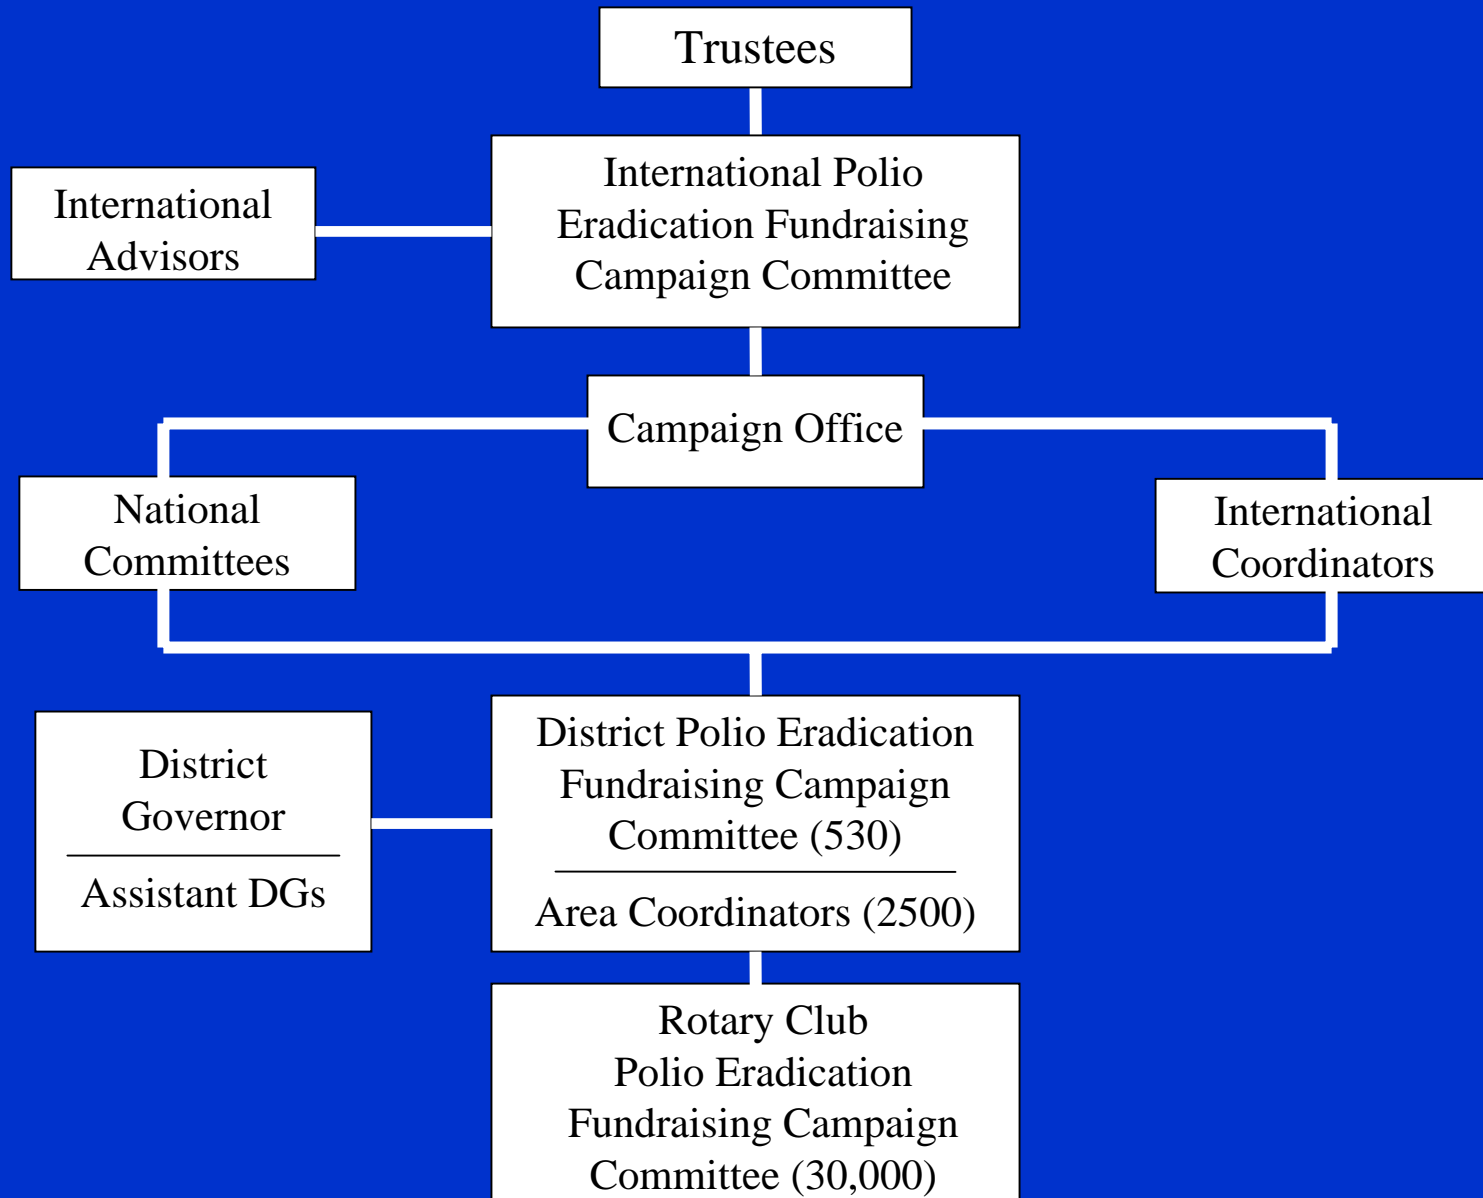 Trustees
International Polio
Eradication Fundraising
Campaign Committee
International
Advisors
Campaign Office
National
Committees
International
Coordinators
District
Governor
Assistant DGs
District Polio Eradication
Fundraising Campaign
Committee (530)
Area Coordinators (2500)
Rotary Club
Polio Eradication
Fundraising Campaign
Committee (30,000)